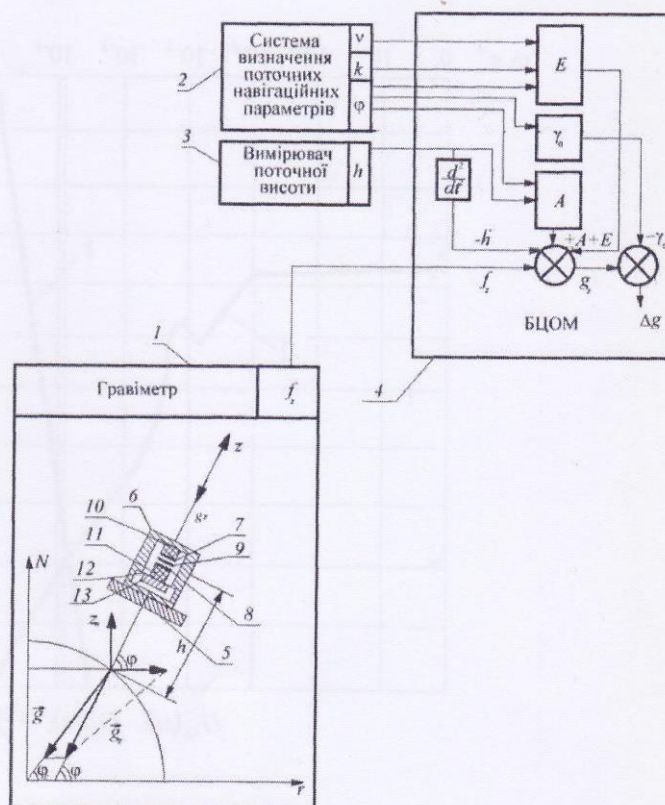 2
Система
визначення
поточних
навігаційних
параметрів
v
k
φ
3
Вимірювач
поточної
висоти
h
E
γ₀
d²
dt²
A
-ḧ
+A+E
-γ₀
f_z
g_z
Δg
БЦОМ
4
1
Гравіметр
f_z
z
g_z
10
6
11
7
9
12
13
8
5
N
h
z
φ
g⃗
g⃗
φ
φ
r